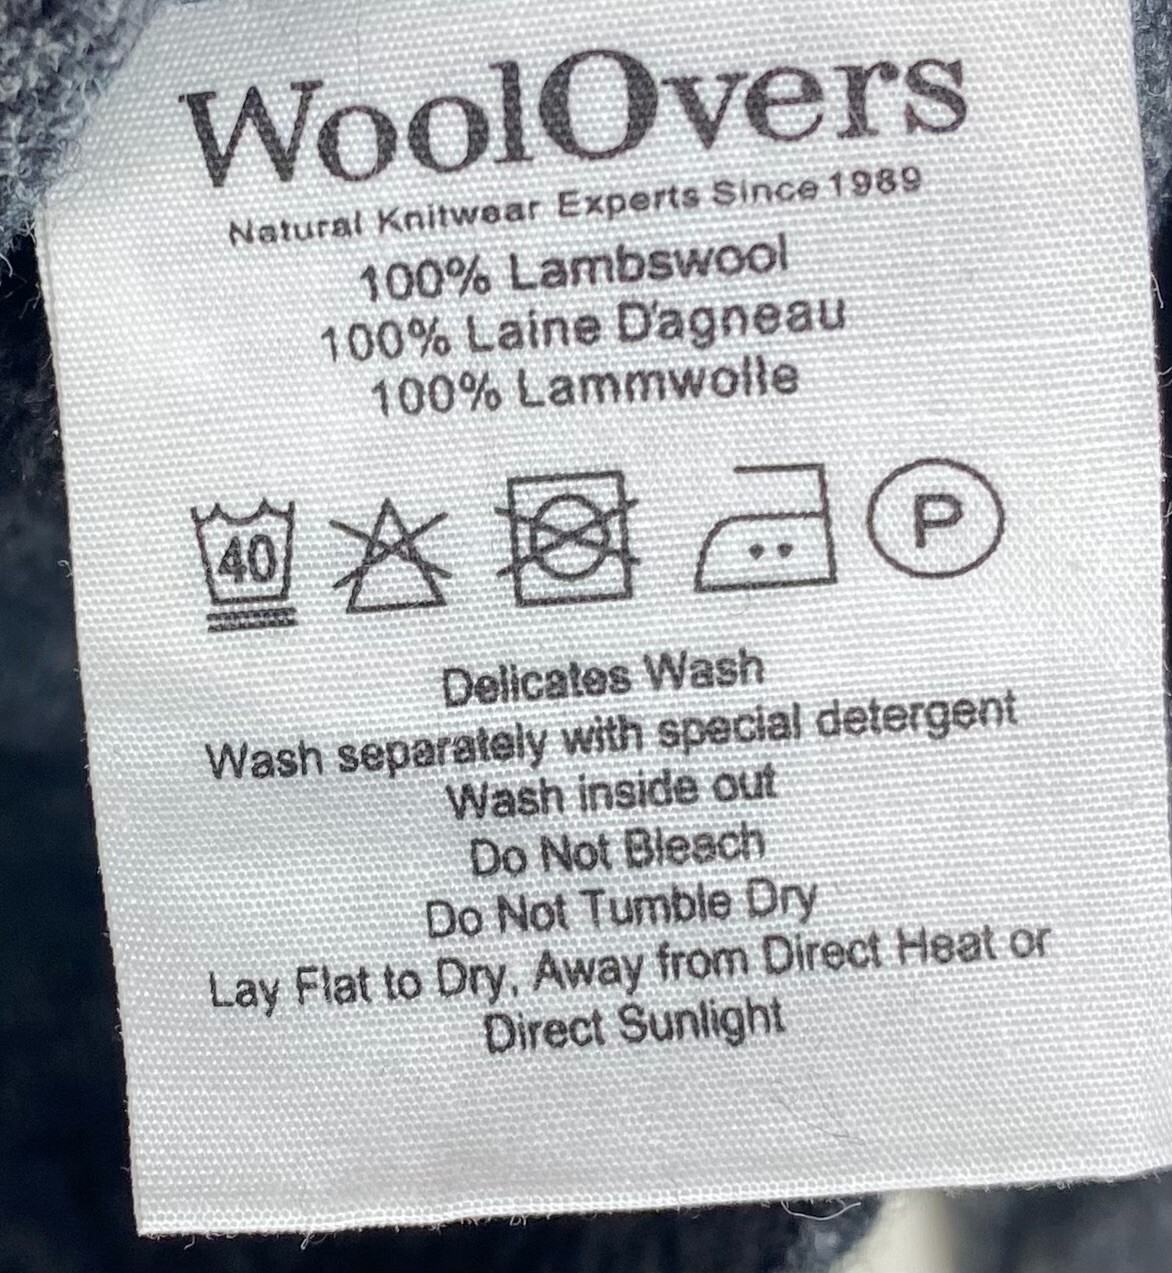 WoolOvers
Natural Knitwear Experts Since 1989
100% Lambswool
100% Laine D'agneau
100% Lammwolle
40 P
Delicates Wash
Wash separately with special detergent
Wash inside out
Do Not Bleach
Do Not Tumble Dry
Lay Flat to Dry, Away from Direct Heat or
Direct Sunlight